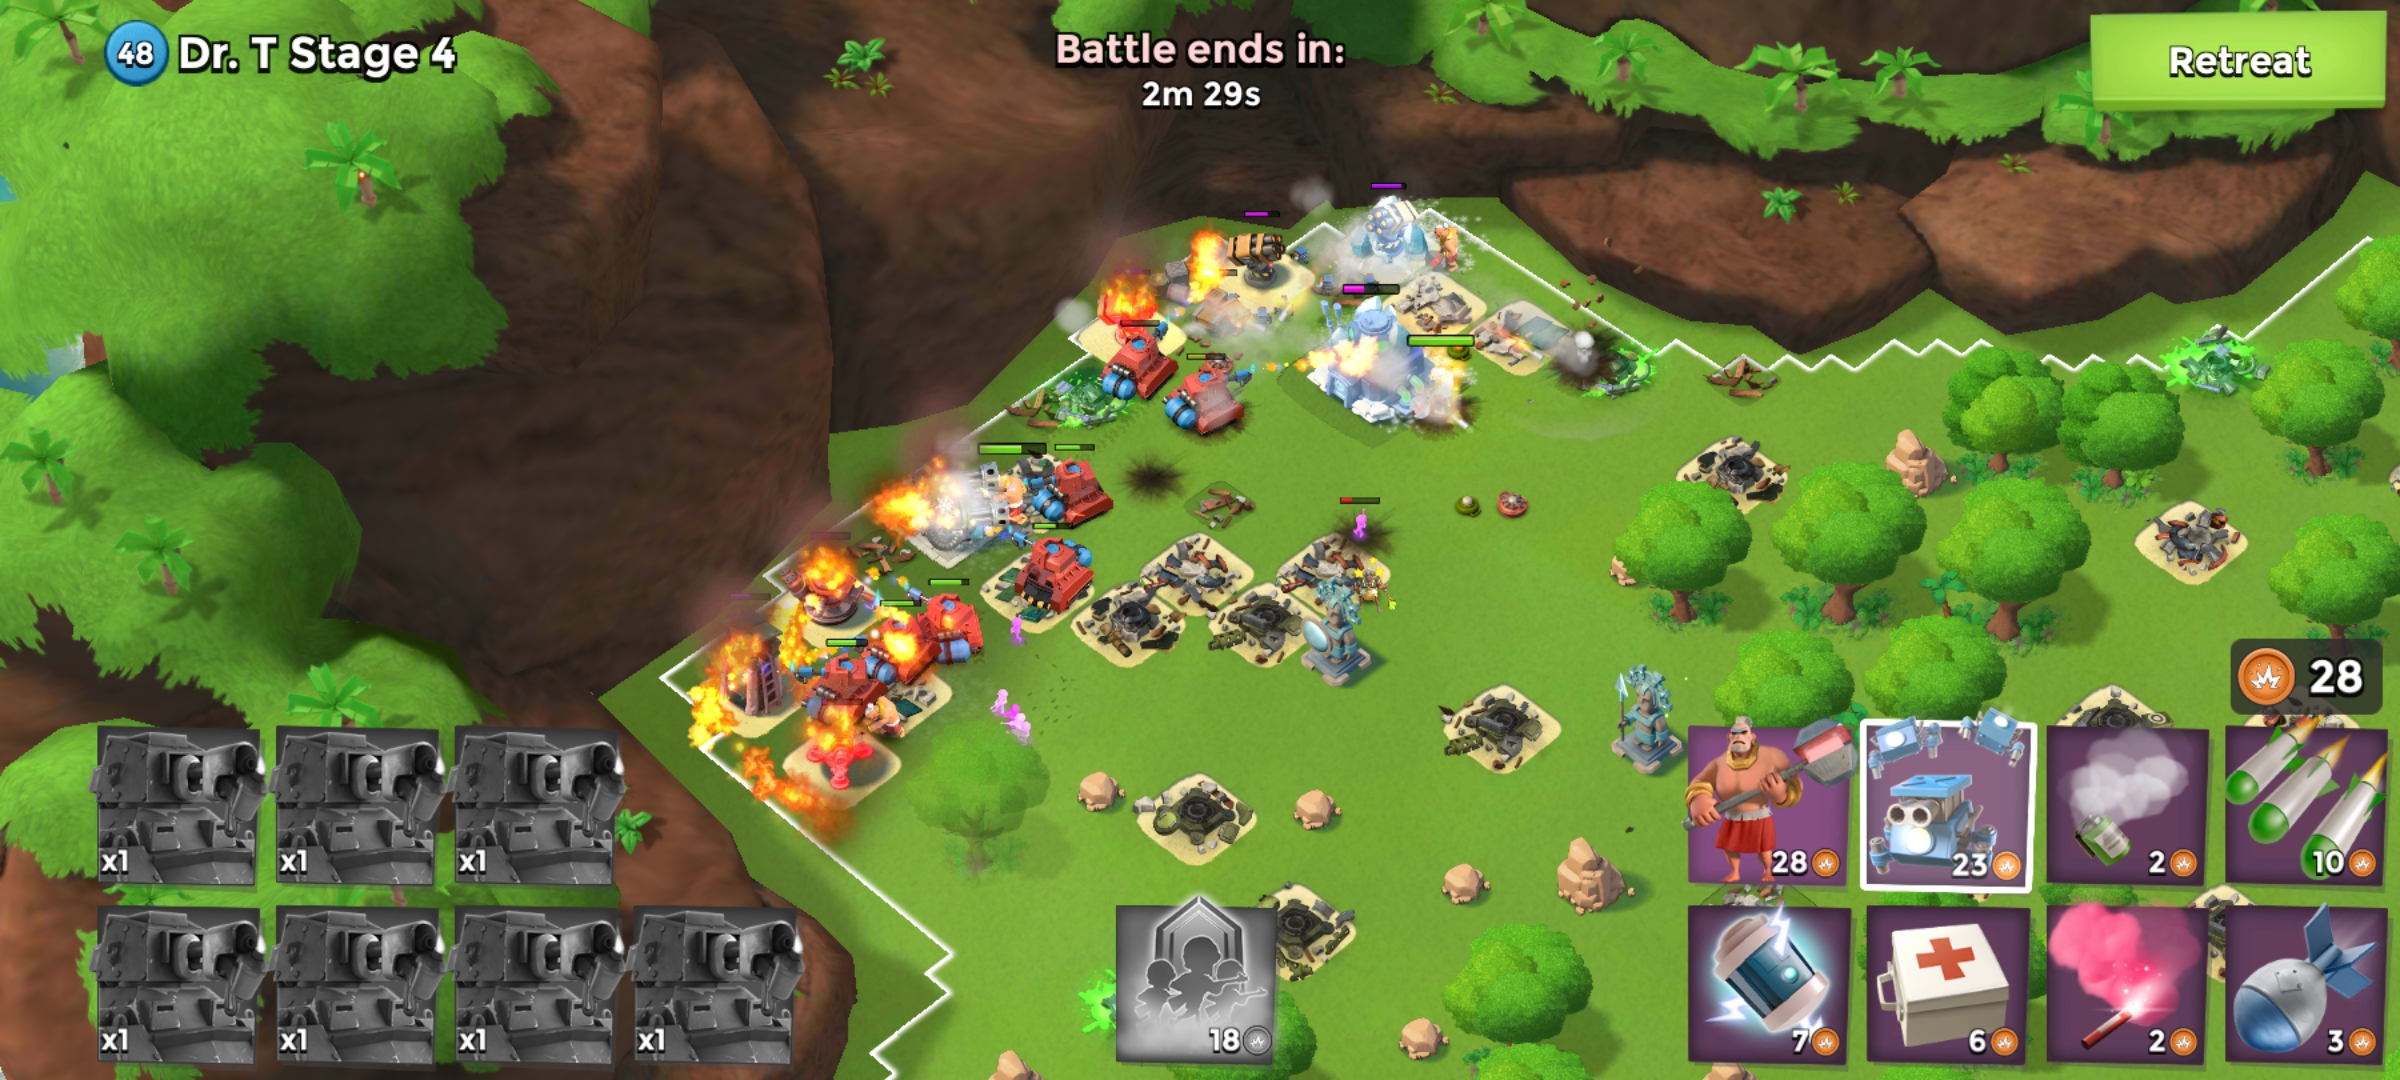 48 Dr. T Stage 4
Battle ends in:
2m 29s
Retreat
28
28
23
2
10
7
6
2
3
x1
x1
x1
x1
x1
x1
x1
18